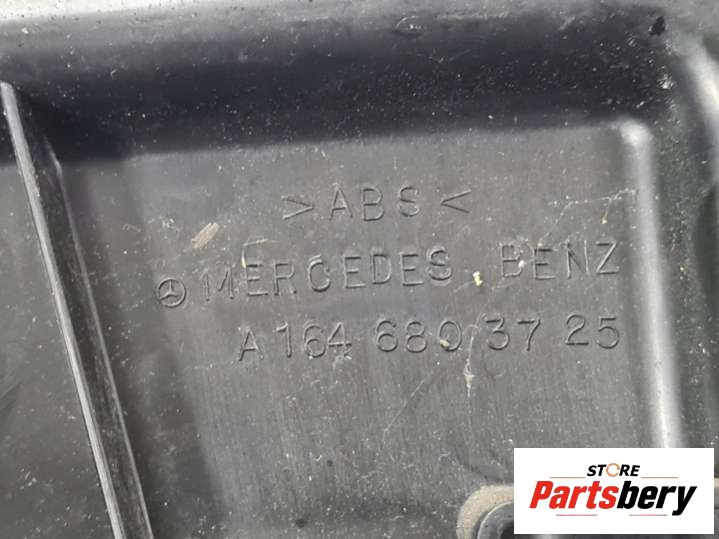 >ABS<
MERCEDES BENZ
A 164 680 37 25
STORE
Partsbery